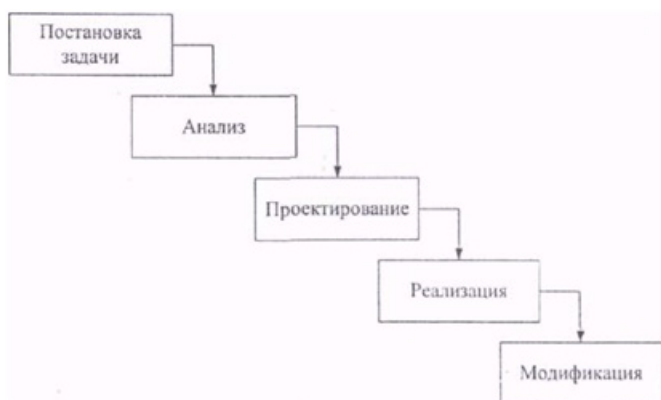 Постановка
задачи
Анализ
Проектирование
Реализация
Модификация